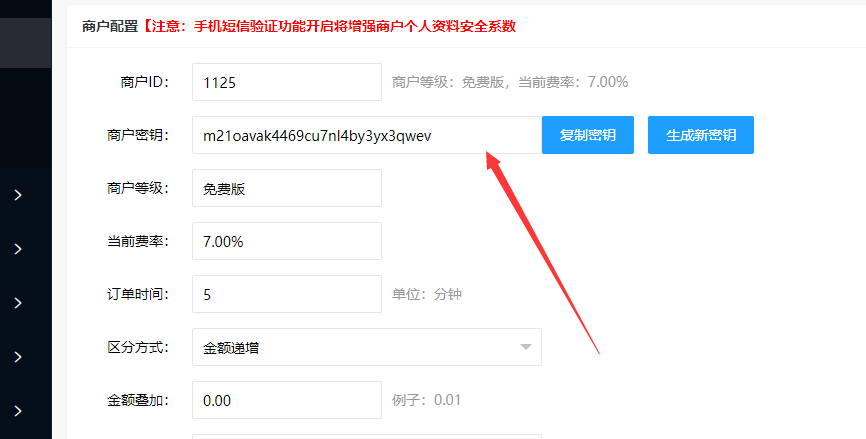 商户配置【注意：手机短信验证功能开启将增强商户个人资料安全系数
商户ID： 1125 商户等级：免费版，当前费率：7.00%
商户密钥： m21oavak4469cu7nl4by3yx3qwev 复制密钥 生成新密钥
商户等级： 免费版
当前费率： 7.00%
订单时间： 5 单位：分钟
区分方式： 金额递增
金额叠加： 0.00 例子：0.01